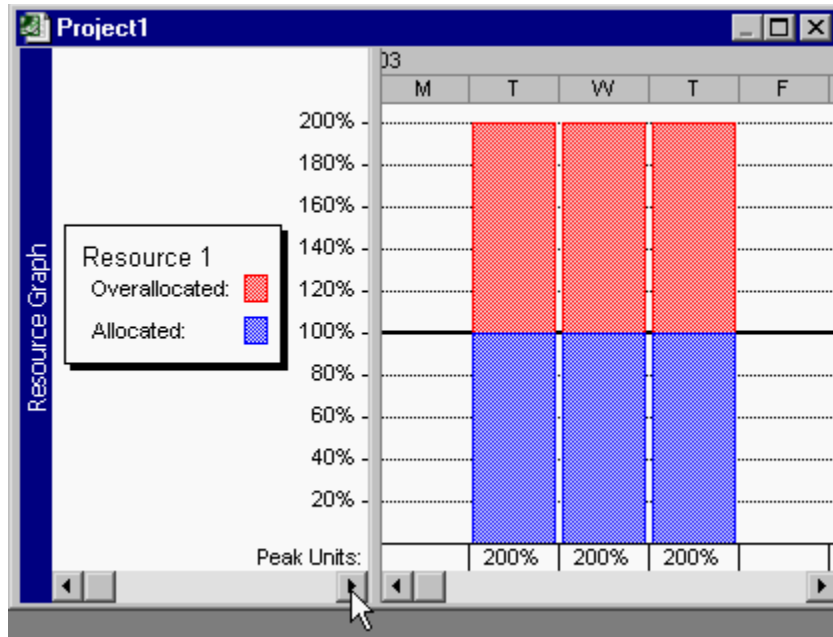 Project1
03
M T W T F
Resource Graph
200%
180%
160%
140%
120%
100%
80%
60%
40%
20%
Resource 1
Overallocated:
Allocated:
Peak Units: 200% 200% 200%